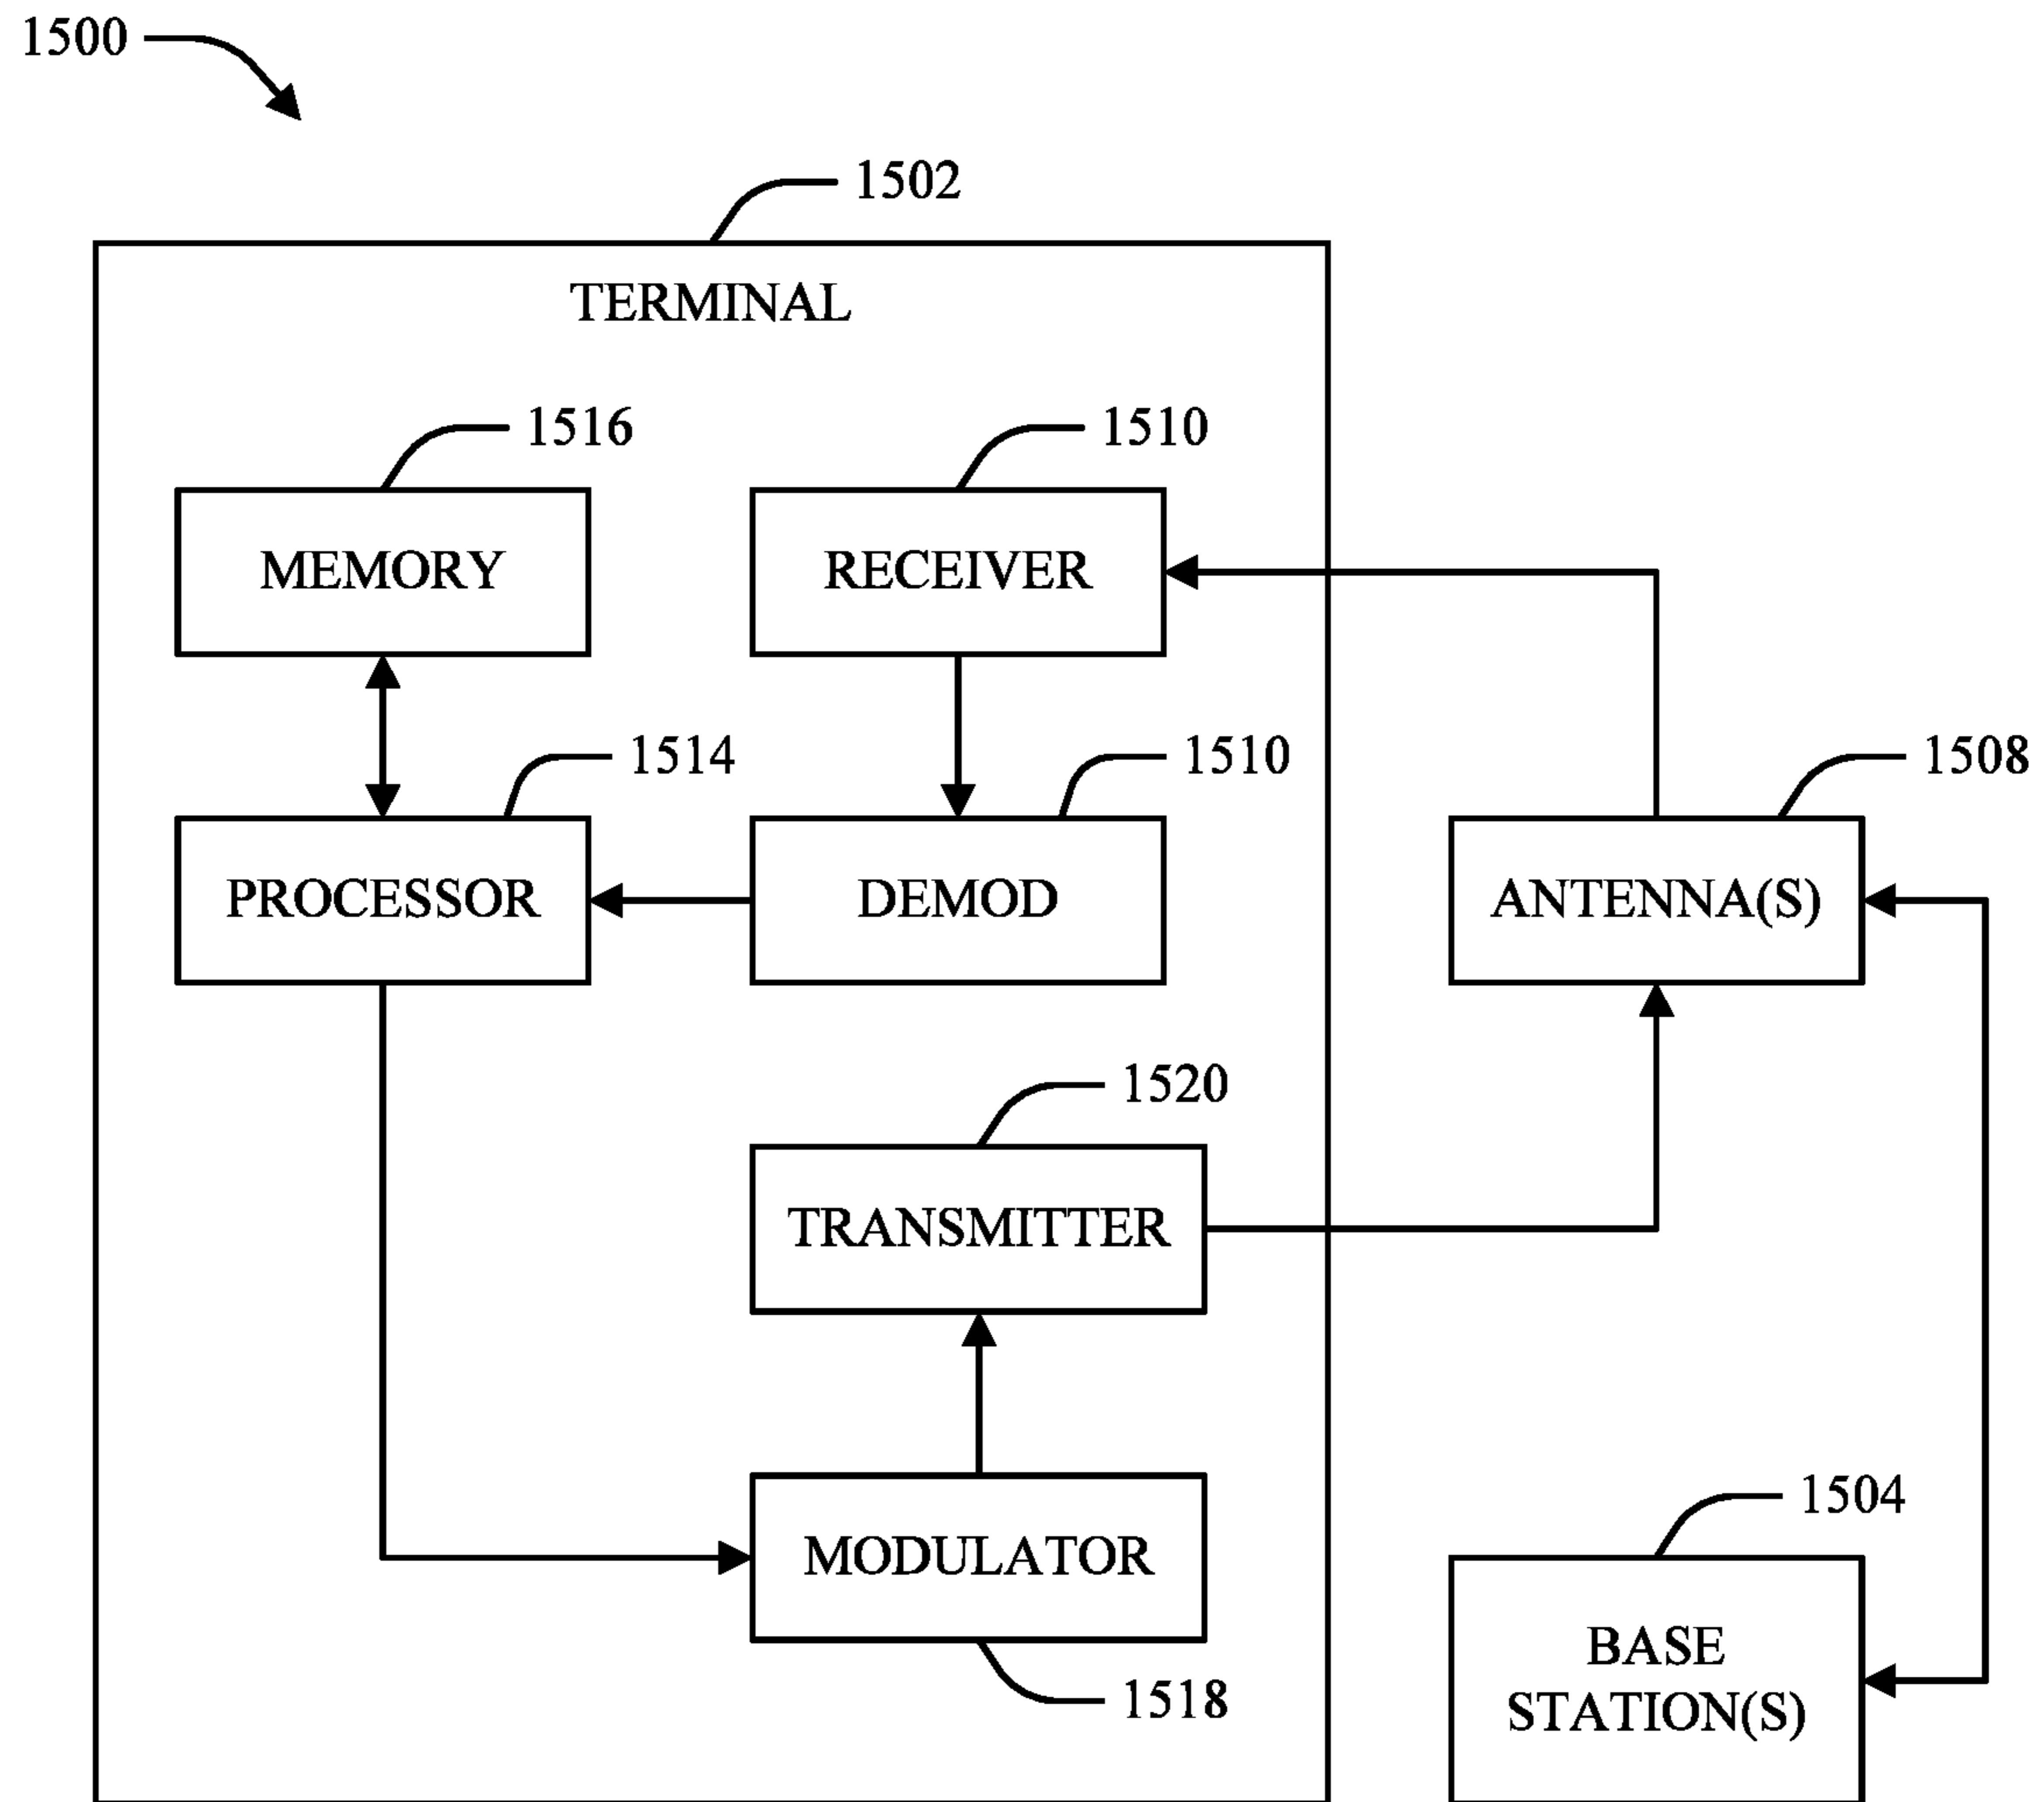 1500
1502
TERMINAL
1516
1510
MEMORY
RECEIVER
1514
1510
1508
PROCESSOR
DEMOD
ANTENNA(S)
1520
TRANSMITTER
1504
MODULATOR
BASE
STATION(S)
1518